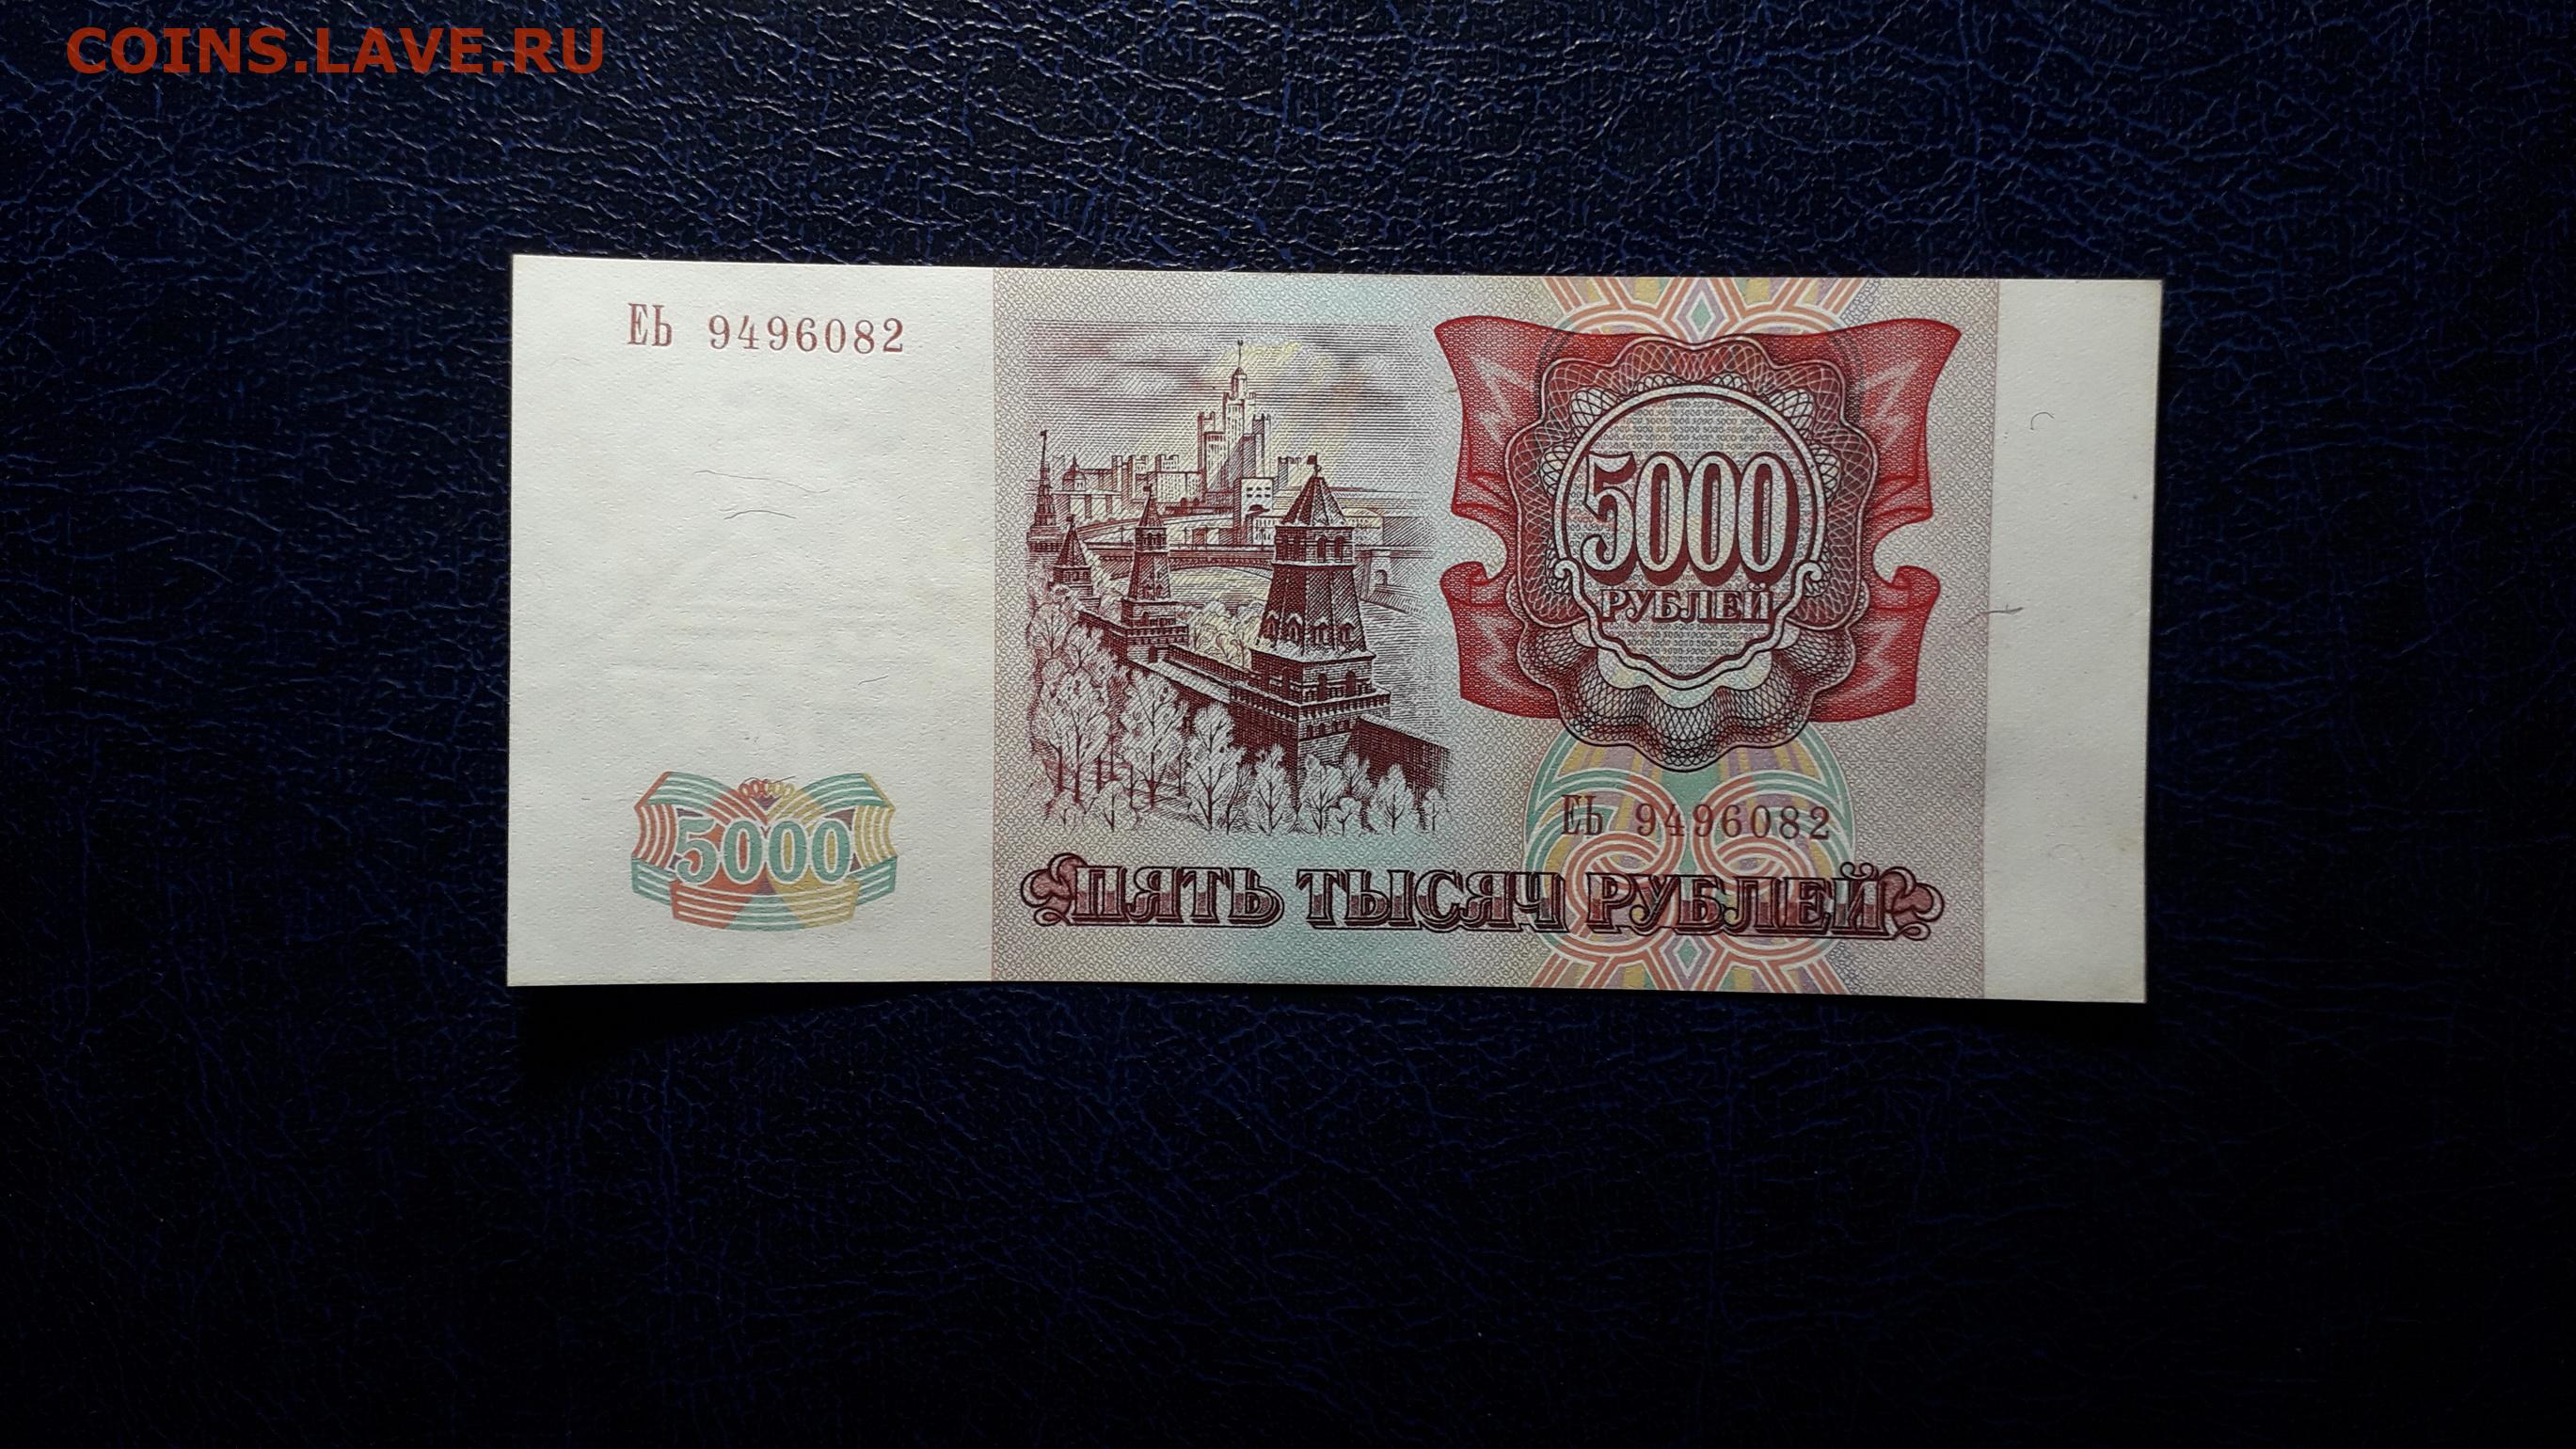 COINS.LAVE.RU
ЕЬ 9496082
5000
5000
РУБЛЕЙ
ЕЬ 9496082
ПЯТЬ ТЫСЯЧ РУБЛЕЙ